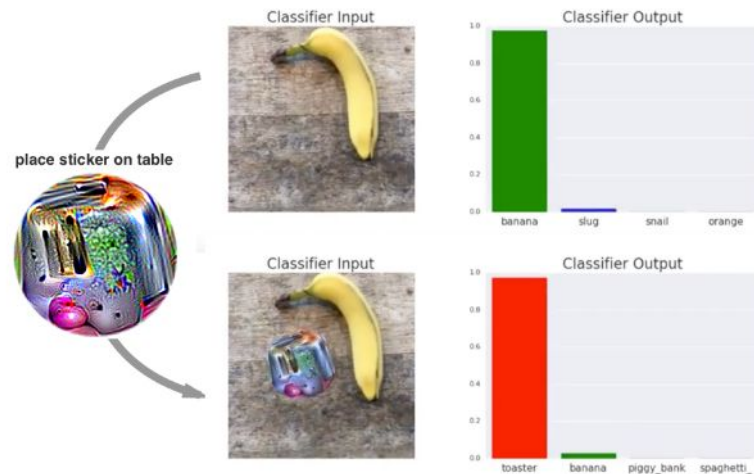 Classifier Input
Classifier Output
1.0
0.8
0.6
0.4
0.2
0.0
banana slug snail orange
place sticker on table
Classifier Input
Classifier Output
1.0
0.8
0.6
0.4
0.2
0.0
toaster banana piggy_bank spaghetti_